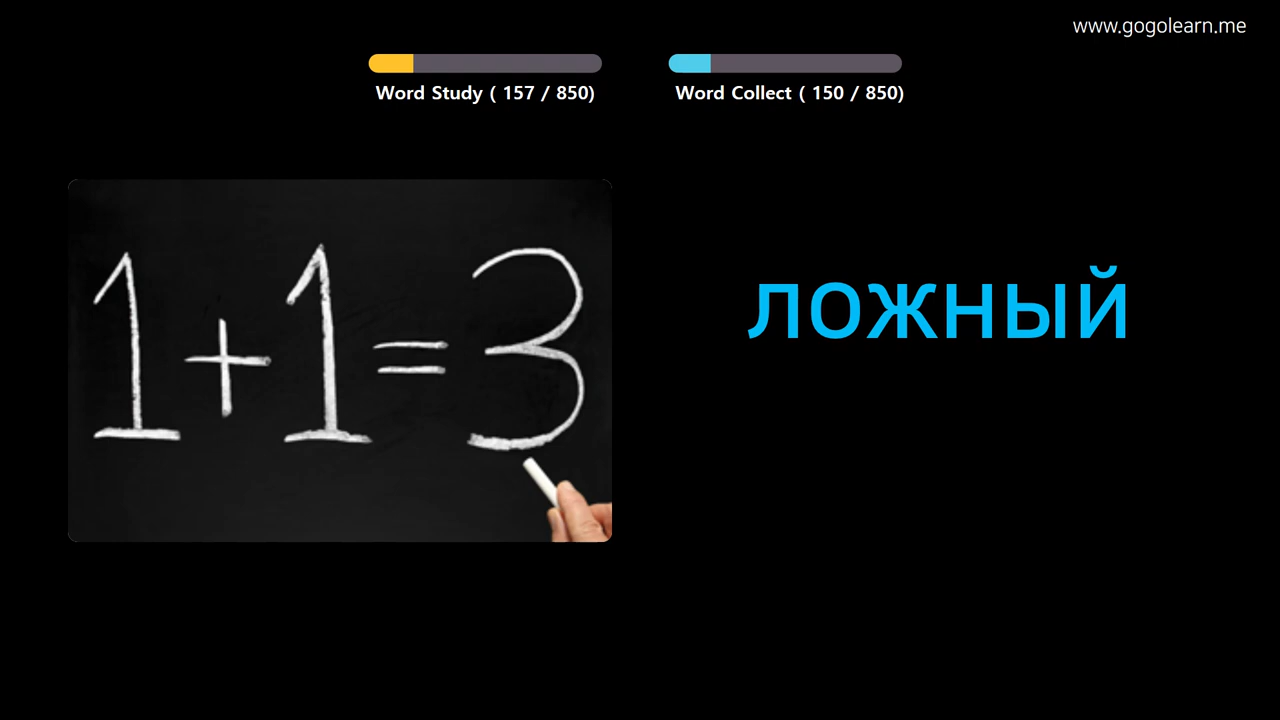 www.gogolearn.me
Word Study ( 157 / 850)
Word Collect ( 150 / 850)
1+1=3
ложный